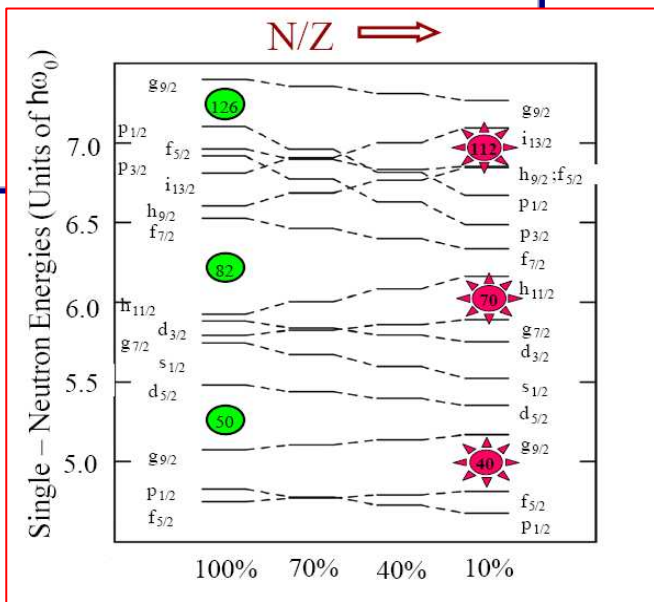 N/Z
Single – Neutron Energies (Units of ħω₀)
7.0
6.5
6.0
5.5
5.0
g9/2
126
p1/2
f5/2
p3/2
i13/2
h9/2
f7/2
82
h11/2
d3/2
g7/2
s1/2
d5/2
50
g9/2
p1/2
f5/2
g9/2
i13/2
112
h9/2 ;f5/2
p1/2
p3/2
f7/2
h11/2
70
g7/2
d3/2
s1/2
d5/2
g9/2
40
f5/2
p1/2
100% 70% 40% 10%